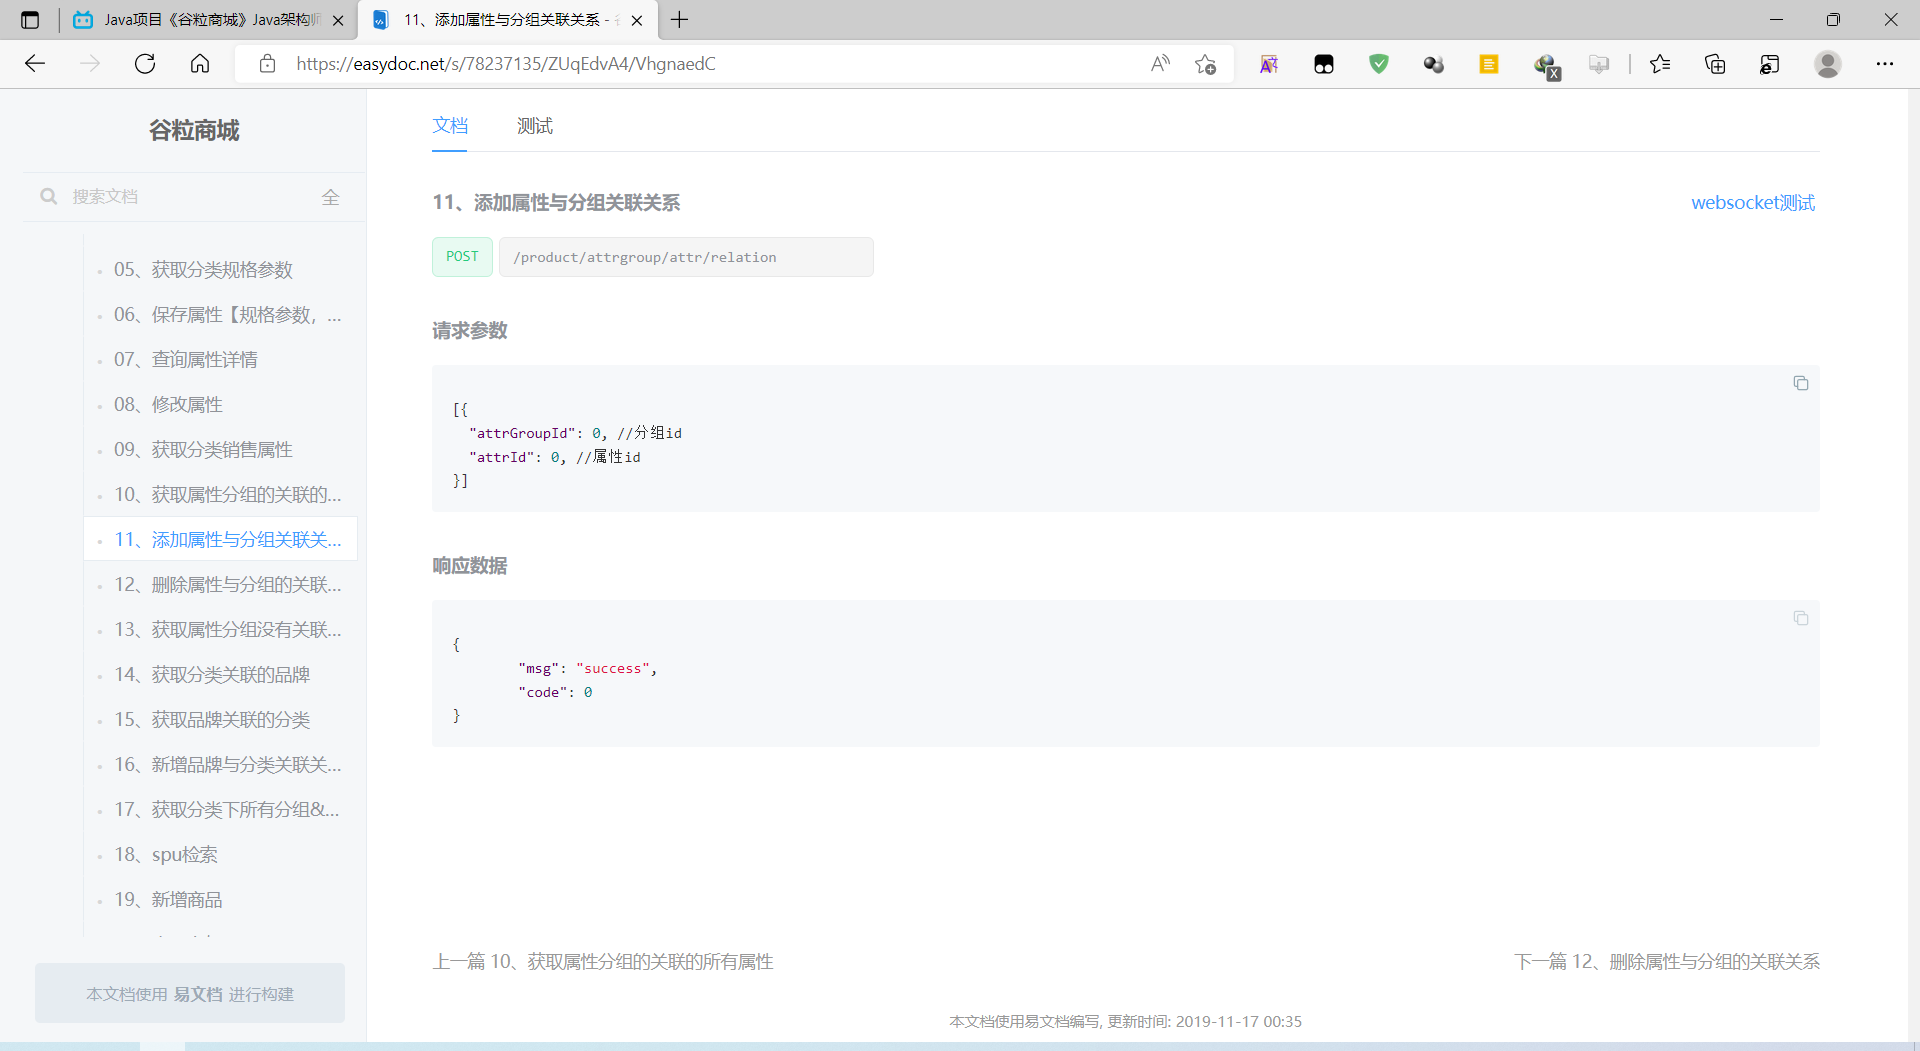 Java项目《谷粒商城》Java架构师
11、添加属性与分组关联关系 -
https://easydoc.net/s/78237135/ZUqEdvA4/VhgnaedC
谷粒商城
搜索文档
全
05、获取分类规格参数
06、保存属性【规格参数，...
07、查询属性详情
08、修改属性
09、获取分类销售属性
10、获取属性分组的关联的...
11、添加属性与分组关联关...
12、删除属性与分组的关联...
13、获取属性分组没有关联...
14、获取分类关联的品牌
15、获取品牌关联的分类
16、新增品牌与分类关联关...
17、获取分类下所有分组&...
18、spu检索
19、新增商品
本文档使用 易文档 进行构建
文档
测试
11、添加属性与分组关联关系
websocket测试
POST
/product/attrgroup/attr/relation
请求参数
[{
"attrGroupId": 0, //分组id
"attrId": 0, //属性id
}]
响应数据
{
"msg": "success",
"code": 0
}
上一篇 10、获取属性分组的关联的所有属性
下一篇 12、删除属性与分组的关联关系
本文档使用易文档编写, 更新时间: 2019-11-17 00:35